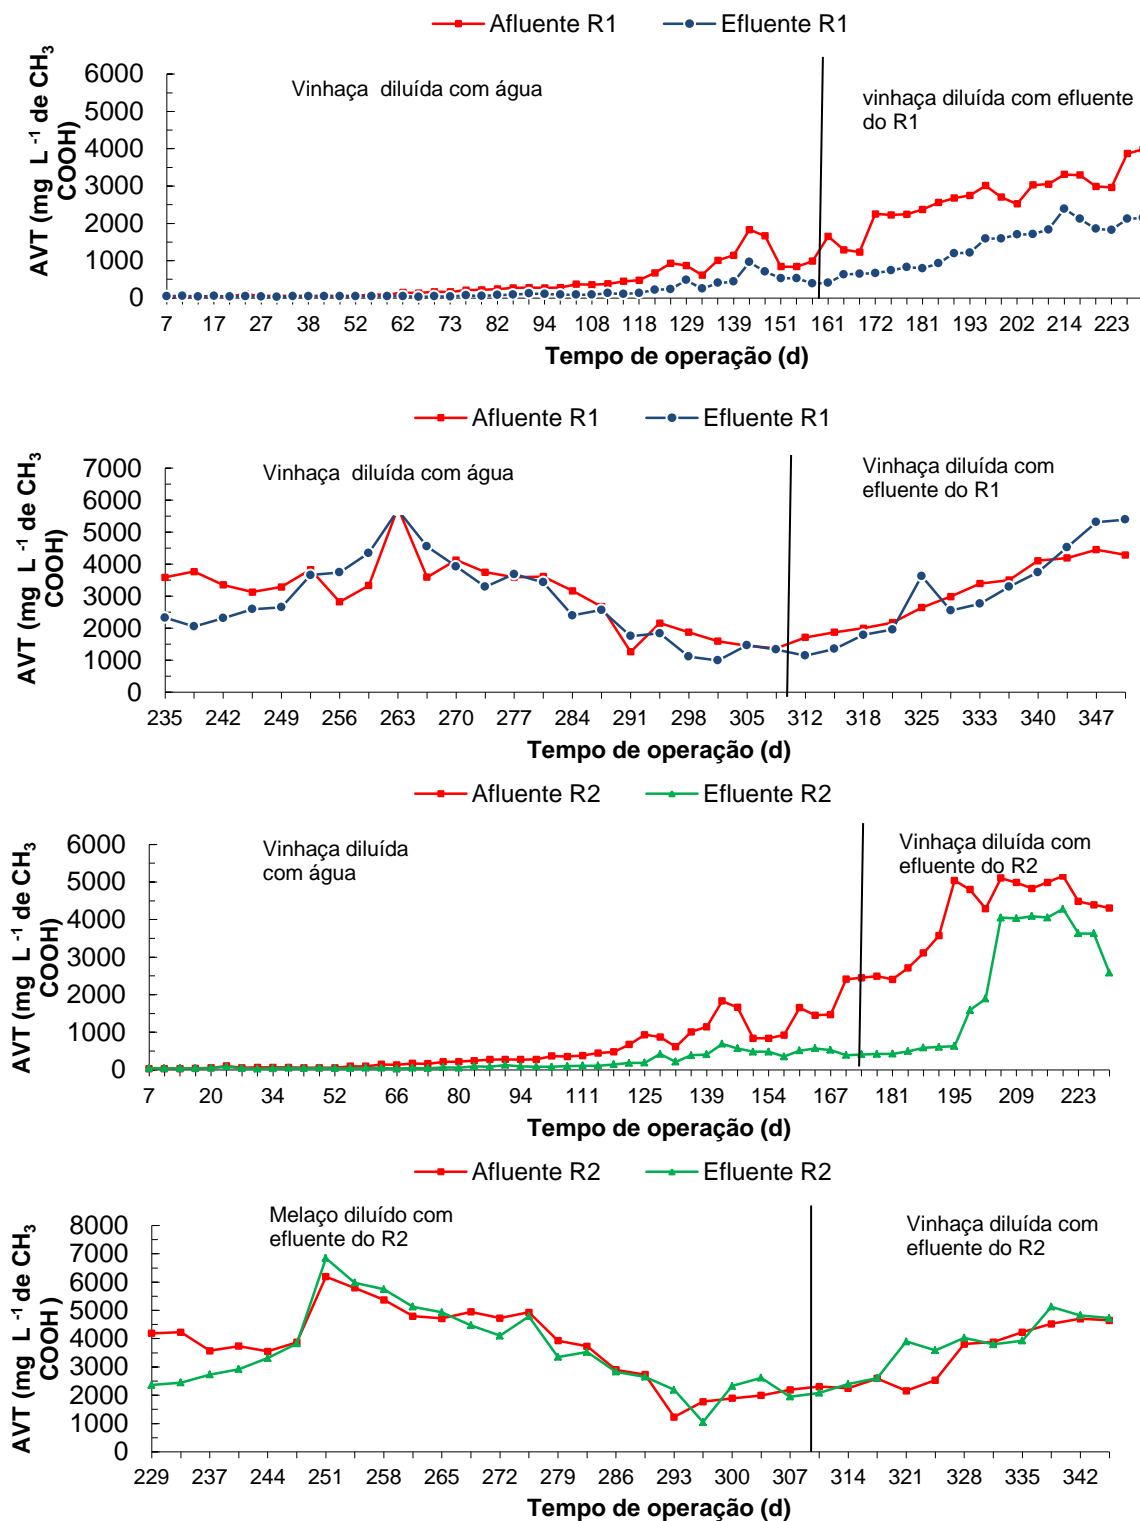 Afluente R1 Efluente R1
Vinhaça diluída com água
vinhaça diluída com efluente
do R1
AVT (mg L -1 de CH3
COOH)
6000
5000
4000
3000
2000
1000
0
7 17 27 38 52 62 73 82 94 108 118 129 139 151 161 172 181 193 202 214 223
Tempo de operação (d)
Afluente R1 Efluente R1
Vinhaça diluída com água
Vinhaça diluída com
efluente do R1
AVT (mg L -1 de CH3
COOH)
7000
6000
5000
4000
3000
2000
1000
0
235 242 249 256 263 270 277 284 291 298 305 312 318 325 333 340 347
Tempo de operação (d)
Afluente R2 Efluente R2
Vinhaça diluída
com água
Vinhaça diluída com
efluente do R2
AVT (mg L -1 de CH3
COOH)
6000
5000
4000
3000
2000
1000
0
7 20 34 52 66 80 94 111 125 139 154 167 181 195 209 223
Tempo de operação (d)
Afluente R2 Efluente R2
Melaço diluído com
efluente do R2
Vinhaça diluída com
efluente do R2
AVT (mg L -1 de CH3
COOH)
8000
7000
6000
5000
4000
3000
2000
1000
0
229 237 244 251 258 265 272 279 286 293 300 307 314 321 328 335 342
Tempo de operação (d)